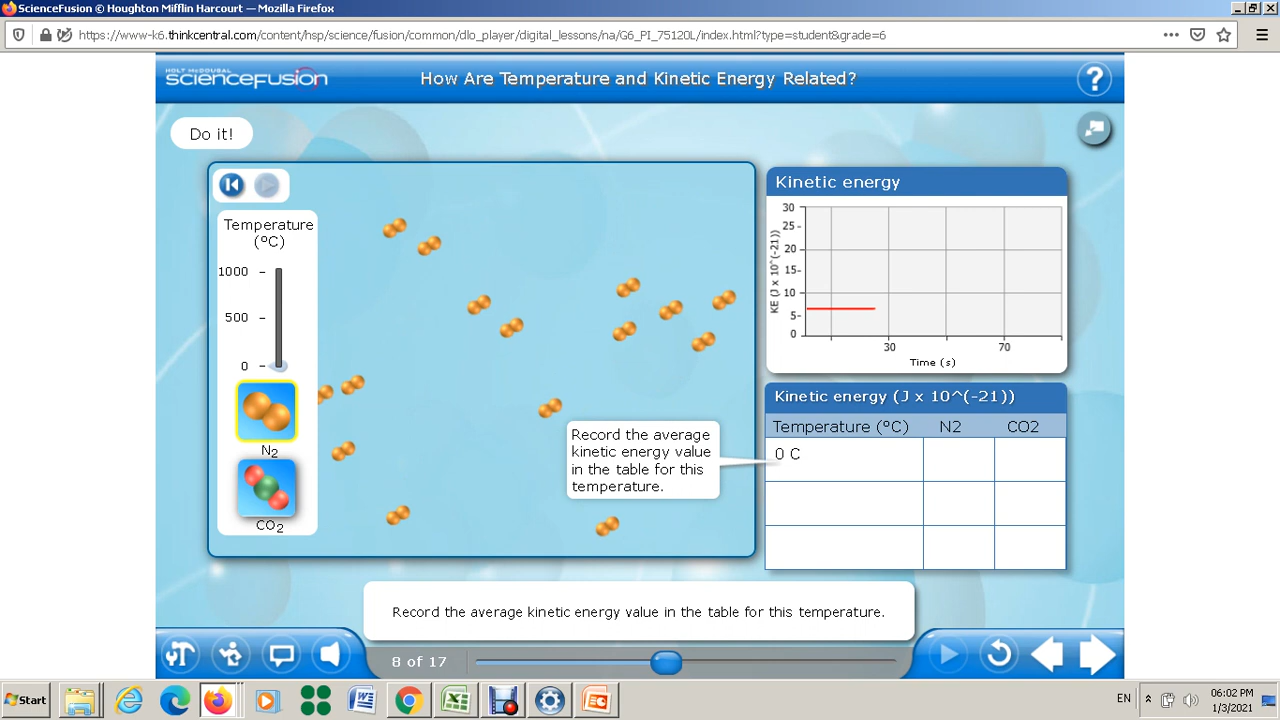 ScienceFusion © Houghton Mifflin Harcourt — Mozilla Firefox
https://www-k6.thinkcentral.com/content/hsp/science/fusion/common/dlo_player/digital_lessons/na/G6_PI_75120L/index.html?type=student&grade=6
HOLT McDOUGAL
SCIENCEFUSION
How Are Temperature and Kinetic Energy Related?
?
Do it!
Temperature
(ºC)
1000
500
0
N2
CO2
Kinetic energy
30
25
20
15
10
5
0
KE (J x 10^(-21))
30
70
Time (s)
Kinetic energy (J x 10^(-21))
Temperature (ºC) N2 CO2
0 C
Record the average
kinetic energy value
in the table for this
temperature.
Record the average kinetic energy value in the table for this temperature.
8 of 17
Start
EN
06:02 PM
1/3/2021